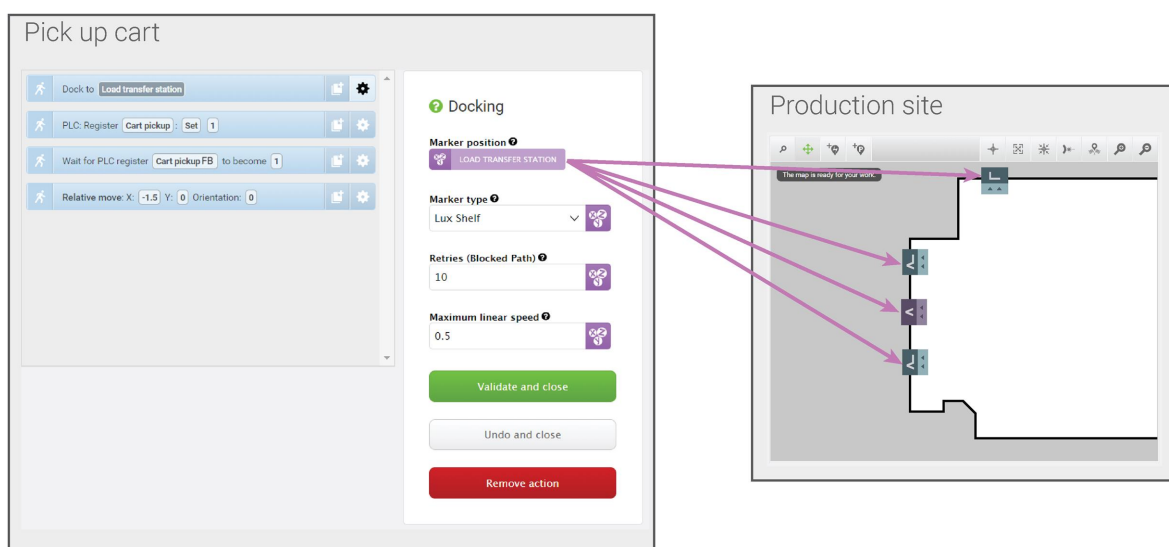 Pick up cart
Dock to Load transfer station
PLC: Register Cart pickup : Set 1
Wait for PLC register Cart pickup FB to become 1
Relative move: X: -1.5 Y: 0 Orientation: 0
Docking
Marker position
LOAD TRANSFER STATION
Marker type
Lux Shelf
Retries (Blocked Path)
10
Maximum linear speed
0.5
Validate and close
Undo and close
Remove action
Production site
The map is ready for your work.